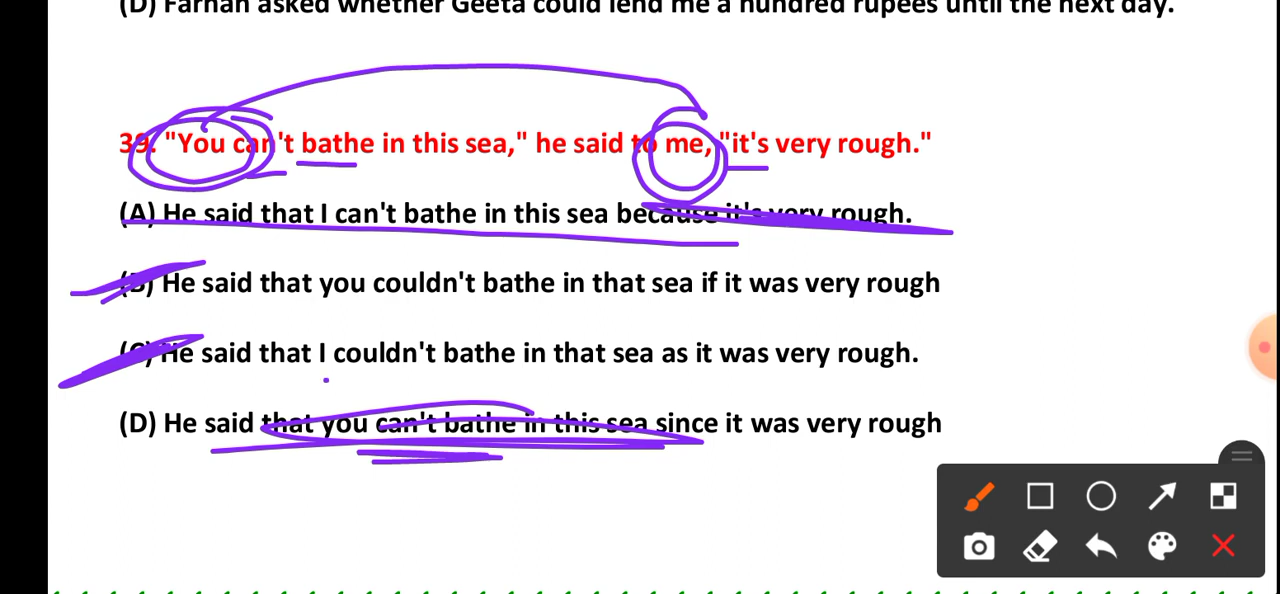 (D) Farhan asked whether Geeta could lend me a hundred rupees until the next day.
39. "You can't bathe in this sea," he said to me, "it's very rough."
(A) He said that I can't bathe in this sea because it's very rough.
(B) He said that you couldn't bathe in that sea if it was very rough
(C) He said that I couldn't bathe in that sea as it was very rough.
(D) He said that you can't bathe in this sea since it was very rough